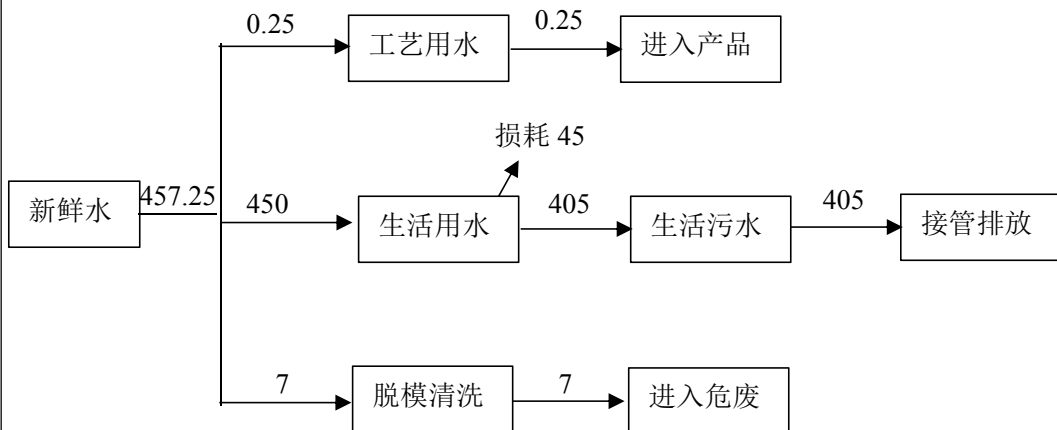 0.25
工艺用水
0.25
进入产品
损耗 45
新鲜水
457.25
450
生活用水
405
生活污水
405
接管排放
7
脱模清洗
7
进入危废